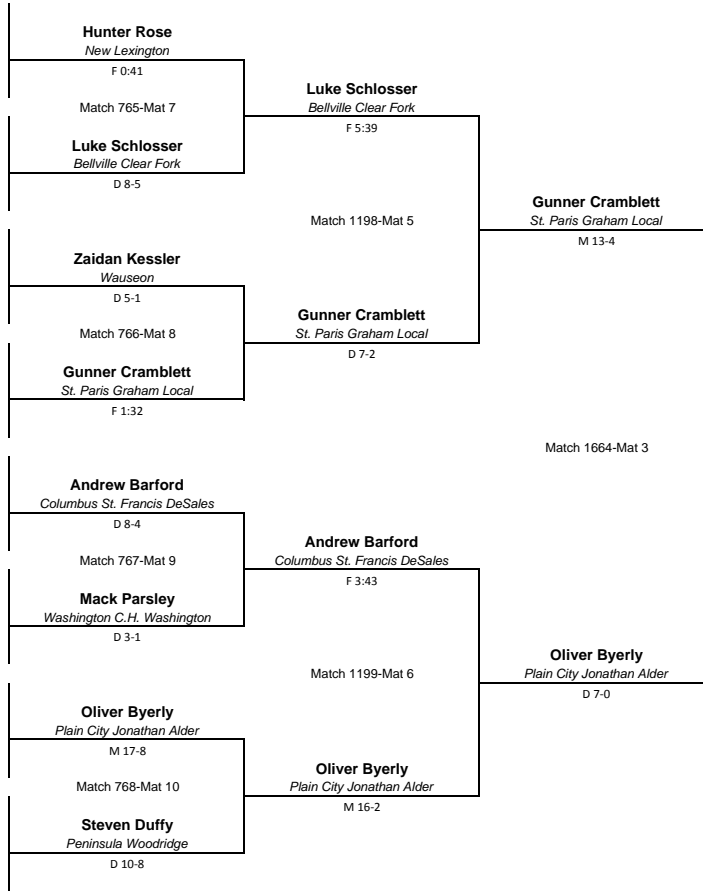 Hunter Rose
New Lexington
F 0:41
Match 765-Mat 7
Luke Schlosser
Bellville Clear Fork
D 8-5
Luke Schlosser
Bellville Clear Fork
F 5:39
Match 1198-Mat 5
Zaidan Kessler
Wauseon
D 5-1
Match 766-Mat 8
Gunner Cramblett
St. Paris Graham Local
F 1:32
Gunner Cramblett
St. Paris Graham Local
D 7-2
Gunner Cramblett
St. Paris Graham Local
M 13-4
Match 1664-Mat 3
Andrew Barford
Columbus St. Francis DeSales
D 8-4
Match 767-Mat 9
Mack Parsley
Washington C.H. Washington
D 3-1
Andrew Barford
Columbus St. Francis DeSales
F 3:43
Match 1199-Mat 6
Oliver Byerly
Plain City Jonathan Alder
M 17-8
Match 768-Mat 10
Steven Duffy
Peninsula Woodridge
D 10-8
Oliver Byerly
Plain City Jonathan Alder
M 16-2
Oliver Byerly
Plain City Jonathan Alder
D 7-0